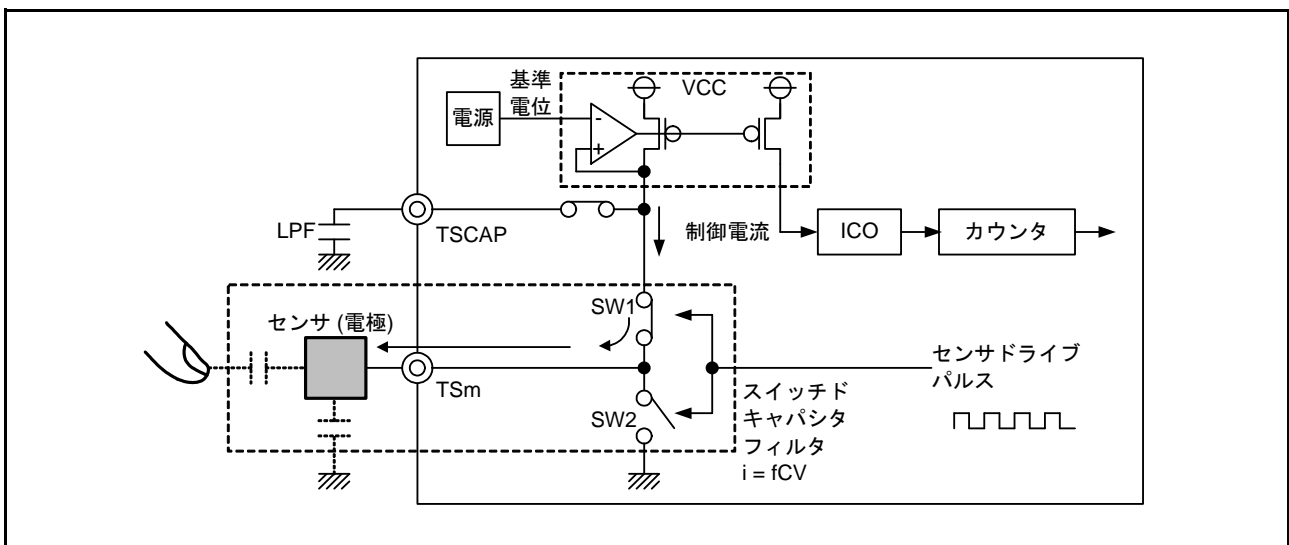 基準
電位
VCC
電源
-
+
LPF
TSCAP
制御電流
ICO
カウンタ
SW1
センサ (電極)
TSm
センサドライブ
パルス
スイッチド
キャパシタ
フィルタ
i = fCV
SW2